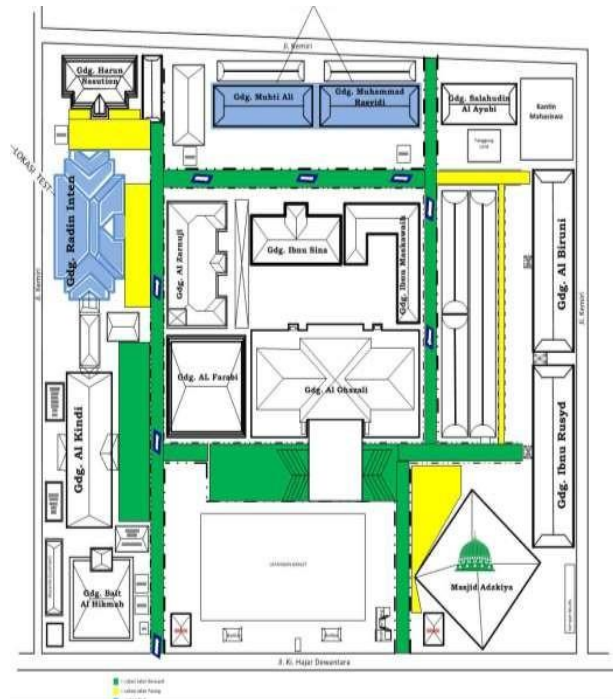 Jl. Kemiri
Gdg. Harun
Nasution
Gdg. Mukti Ali
Gdg. Muhammad
Rasyidi
Gdg. Salahudin
Al Ayubi
Kantin
Mahasiswa
LOKASI TEST
Gdg. Radin Inten
Gdg. Al Zarnuji
Gdg. Ibnu Sina
Gdg. Ibnu Maskawaih
Gdg. Al Biruni
Jl. Kemiri
Jl. Kemiri
Gdg. AL Farabi
Gdg. Al Ghazali
Gdg. Al Kindi
Gdg. Ibnu Rusyd
Gdg. Bait
Al Hikmah
Masjid Adzkiya
Jl. Ki. Hajar Dewantara